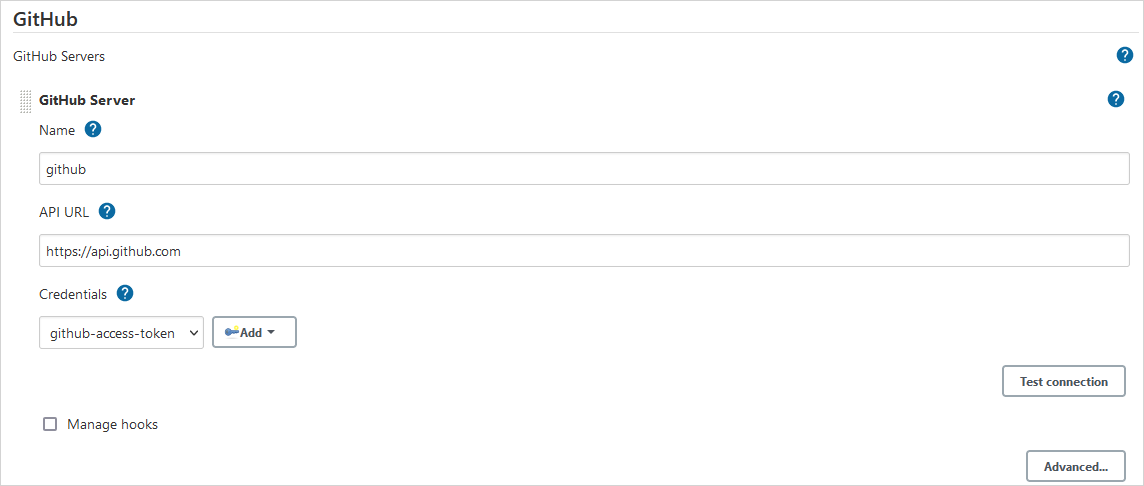 GitHub
GitHub Servers
?
GitHub Server
?
Name ?
github
API URL ?
https://api.github.com
Credentials ?
github-access-token Add
Test connection
Manage hooks
Advanced...